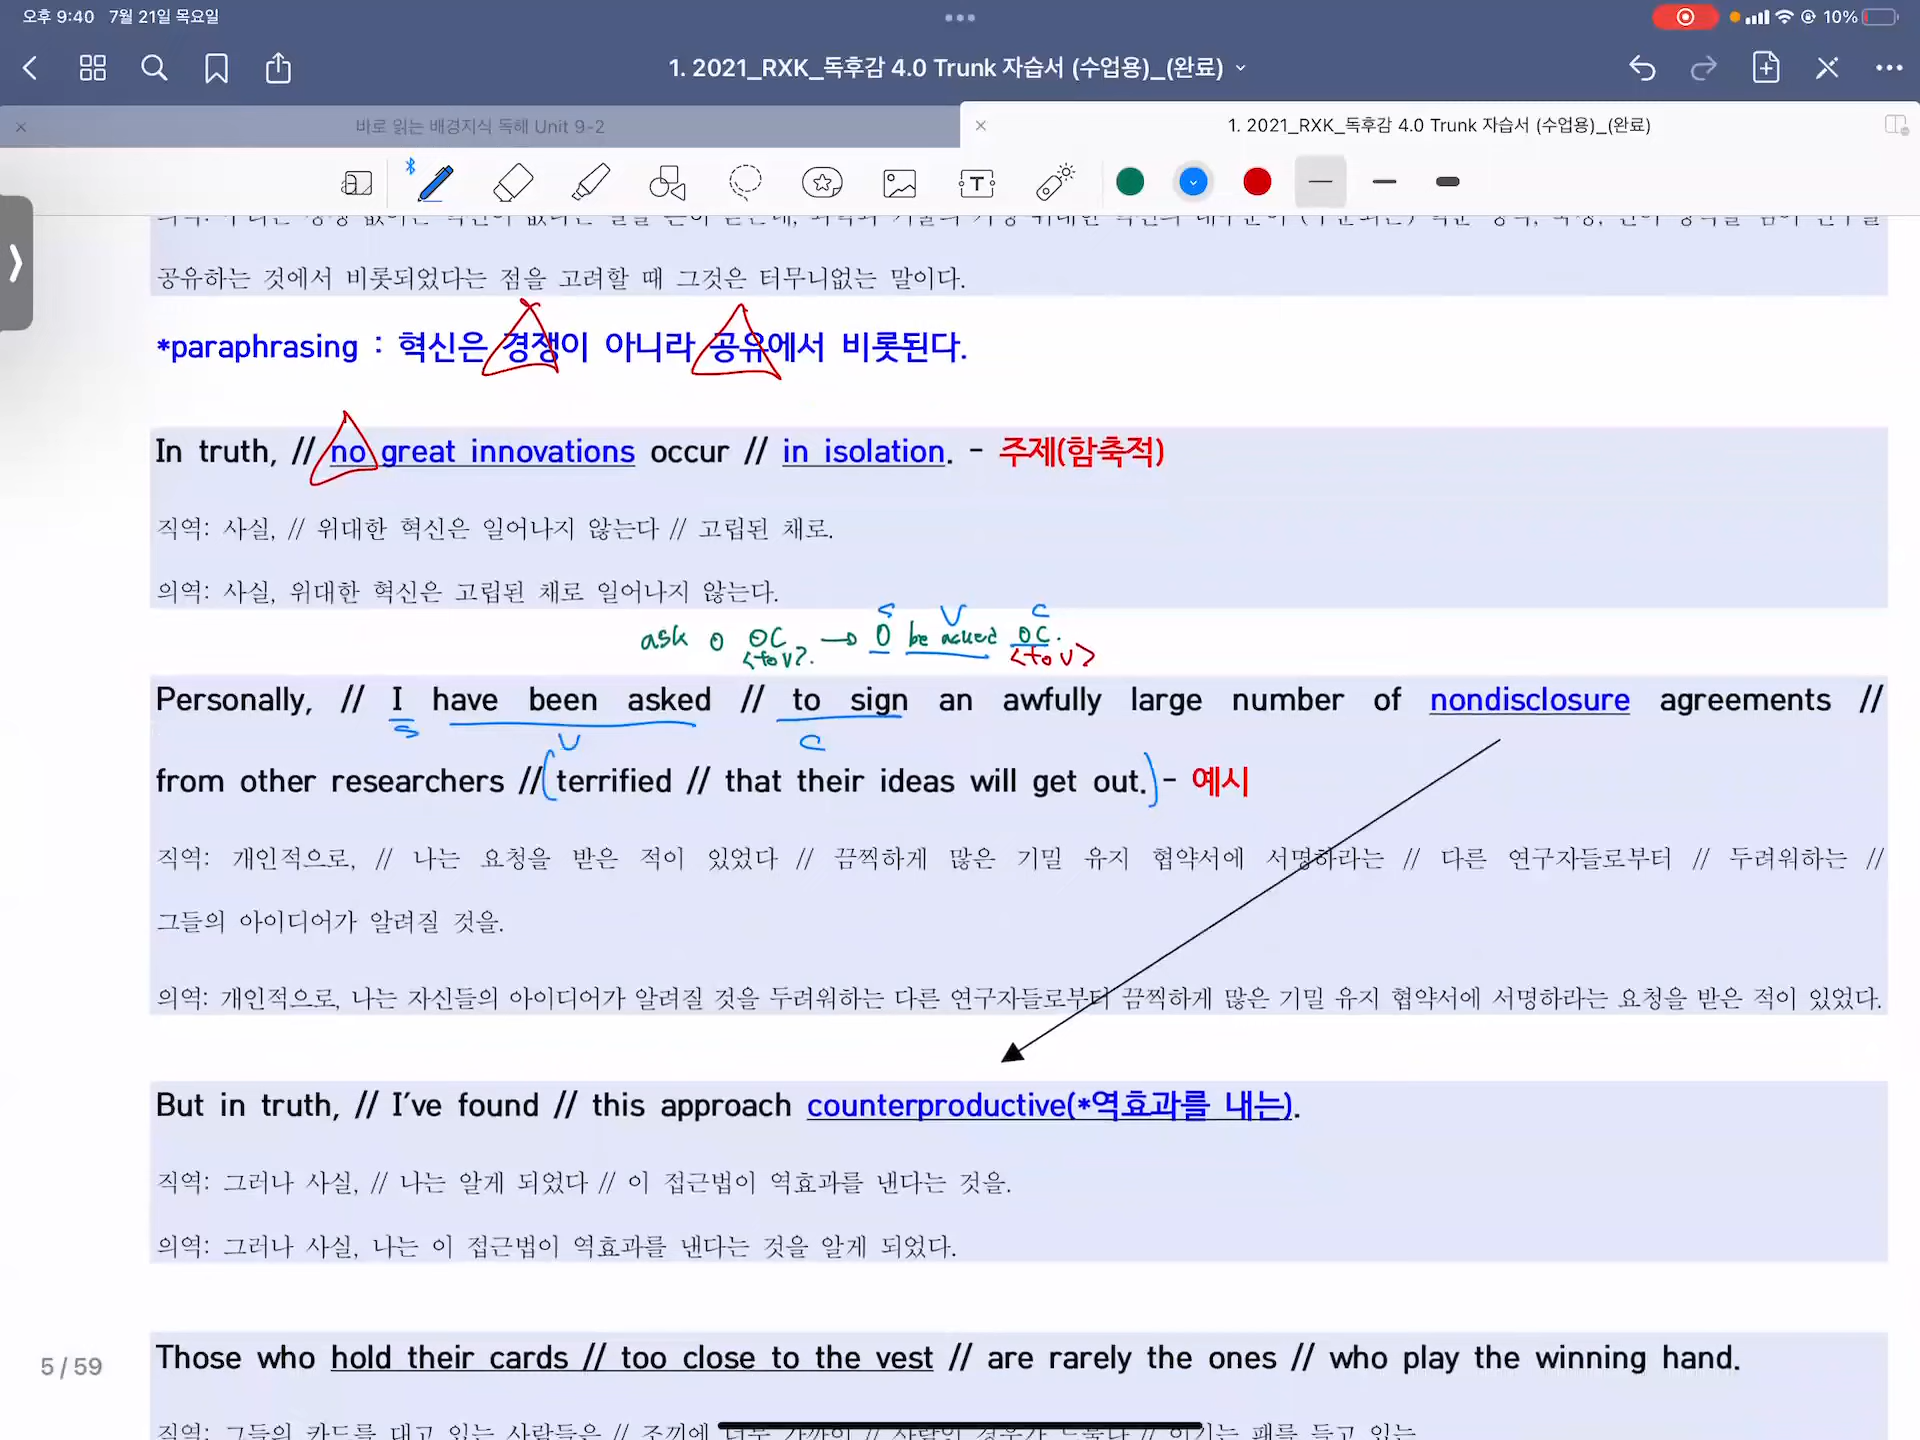 오후 9:40 7월 21일 목요일
10%
1. 2021_RXK_독후감 4.0 Trunk 자습서 (수업용)_(완료)
바로 읽는 배경지식 독해 Unit 9-2
1. 2021_RXK_독후감 4.0 Trunk 자습서 (수업용)_(완료)
공유하는 것에서 비롯되었다는 점을 고려할 때 그것은 터무니없는 말이다.
*paraphrasing : 혁신은 경쟁이 아니라 공유에서 비롯된다.
In truth, // no great innovations occur // in isolation. - 주제(함축적)
직역: 사실, // 위대한 혁신은 일어나지 않는다 // 고립된 채로.
의역: 사실, 위대한 혁신은 고립된 채로 일어나지 않는다.
S V C
ask O OC → O be asked OC.
<to v>. <to v>
Personally, // I have been asked // to sign an awfully large number of nondisclosure agreements //
S V C
from other researchers // (terrified // that their ideas will get out.) - 예시
직역: 개인적으로, // 나는 요청을 받은 적이 있었다 // 끔찍하게 많은 기밀 유지 협약서에 서명하라는 // 다른 연구자들로부터 // 두려워하는 //
그들의 아이디어가 알려질 것을.
의역: 개인적으로, 나는 자신들의 아이디어가 알려질 것을 두려워하는 다른 연구자들로부터 끔찍하게 많은 기밀 유지 협약서에 서명하라는 요청을 받은 적이 있었다.
But in truth, // I've found // this approach counterproductive(*역효과를 내는).
직역: 그러나 사실, // 나는 알게 되었다 // 이 접근법이 역효과를 낸다는 것을.
의역: 그러나 사실, 나는 이 접근법이 역효과를 낸다는 것을 알게 되었다.
Those who hold their cards // too close to the vest // are rarely the ones // who play the winning hand.
5 / 59
직역: 그들의 카드를 대고 있는 사람들은 // 조끼에